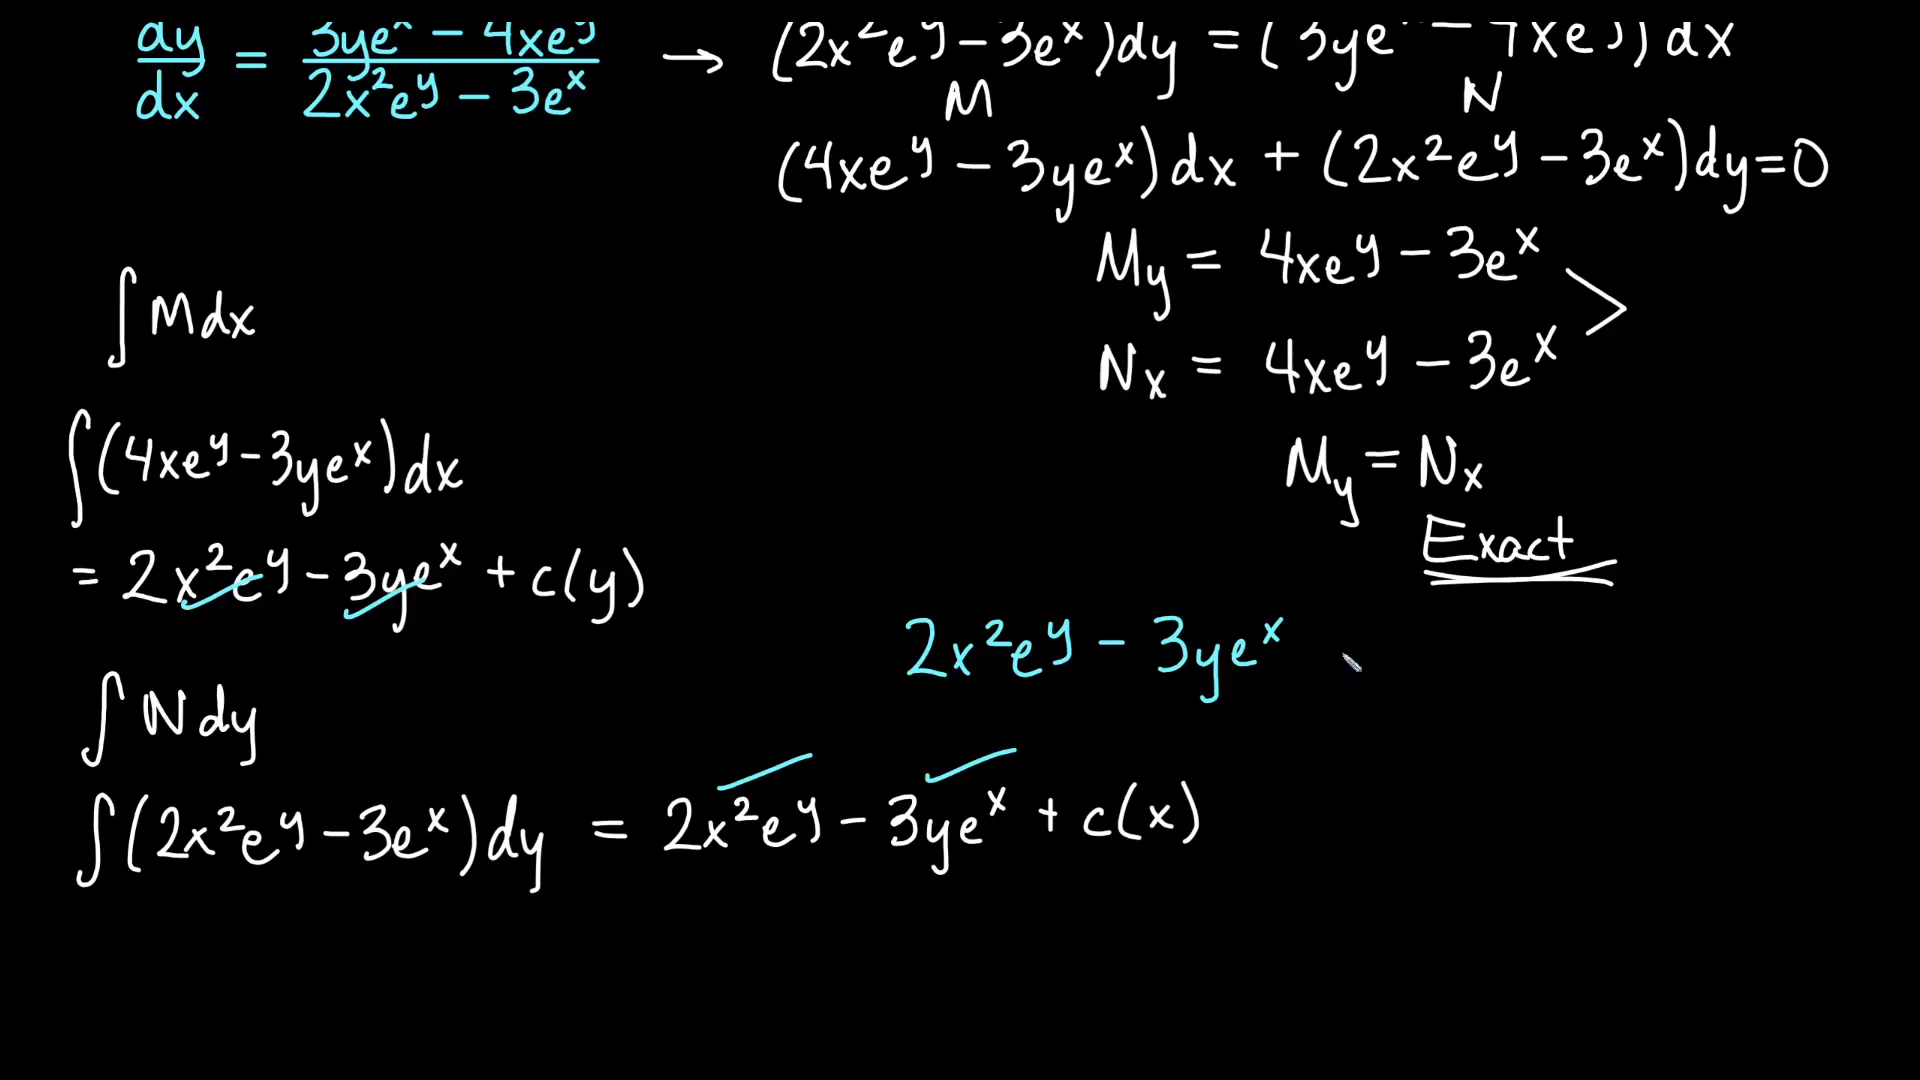 dy/dx = (3ye^x − 4xe^y)/(2x²e^y − 3e^x) → (2x²e^y − 3e^x)dy = (3ye^x − 4xe^y)dx
M N
(4xe^y − 3ye^x)dx + (2x²e^y − 3e^x)dy=0
M_y = 4xe^y − 3e^x
∫Mdx
N_x = 4xe^y − 3e^x
∫(4xe^y − 3ye^x)dx
M_y = N_x
Exact
= 2x²e^y − 3ye^x + c(y)
2x²e^y − 3ye^x
∫Ndy
∫(2x²e^y − 3e^x)dy = 2x²e^y − 3ye^x + c(x)